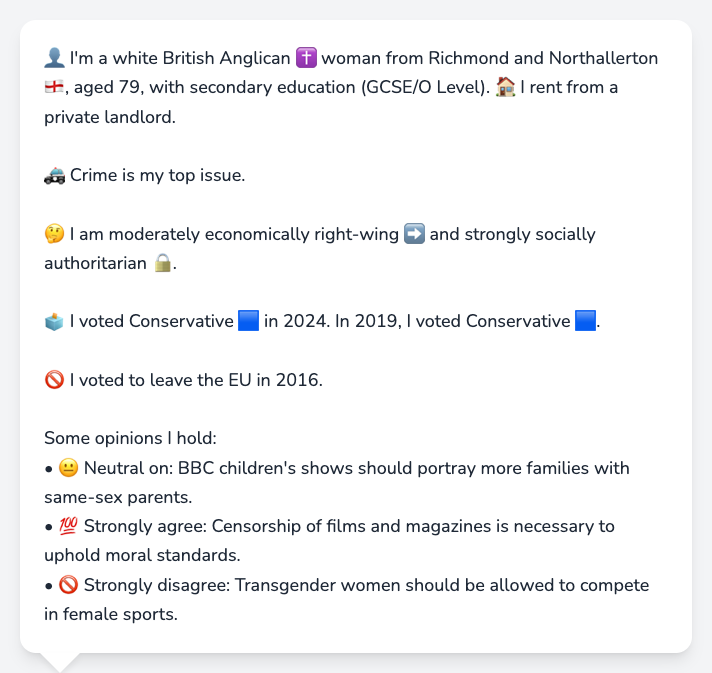 👤 I'm a white British Anglican ✝️ woman from Richmond and Northallerton
🏴󠁧󠁢󠁥󠁮󠁧󠁿, aged 79, with secondary education (GCSE/O Level). 🏠 I rent from a
private landlord.
🚓 Crime is my top issue.
🤔 I am moderately economically right-wing ➡️ and strongly socially
authoritarian 🔒.
🗳️ I voted Conservative 🟦 in 2024. In 2019, I voted Conservative 🟦.
🚫 I voted to leave the EU in 2016.
Some opinions I hold:
• 😐 Neutral on: BBC children's shows should portray more families with
same-sex parents.
• 💯 Strongly agree: Censorship of films and magazines is necessary to
uphold moral standards.
• 🚫 Strongly disagree: Transgender women should be allowed to compete
in female sports.